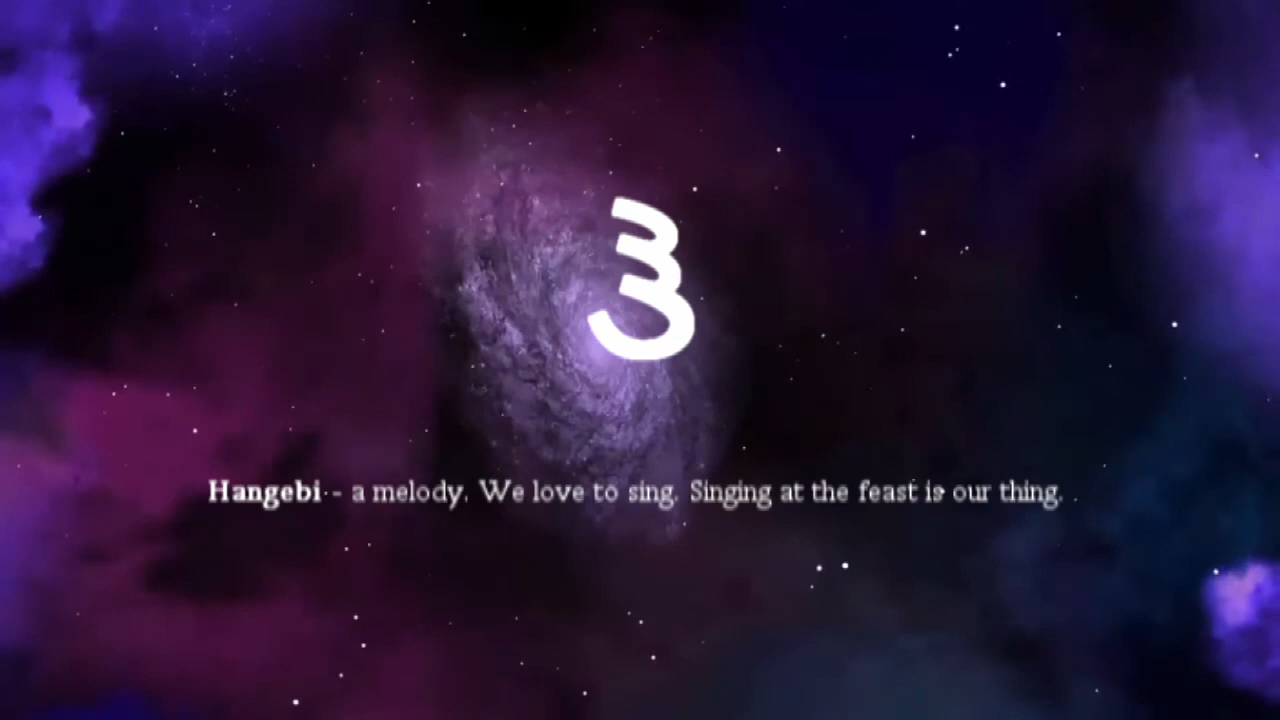 ჰ
Hangebi - a melody. We love to sing. Singing at the feast is our thing.